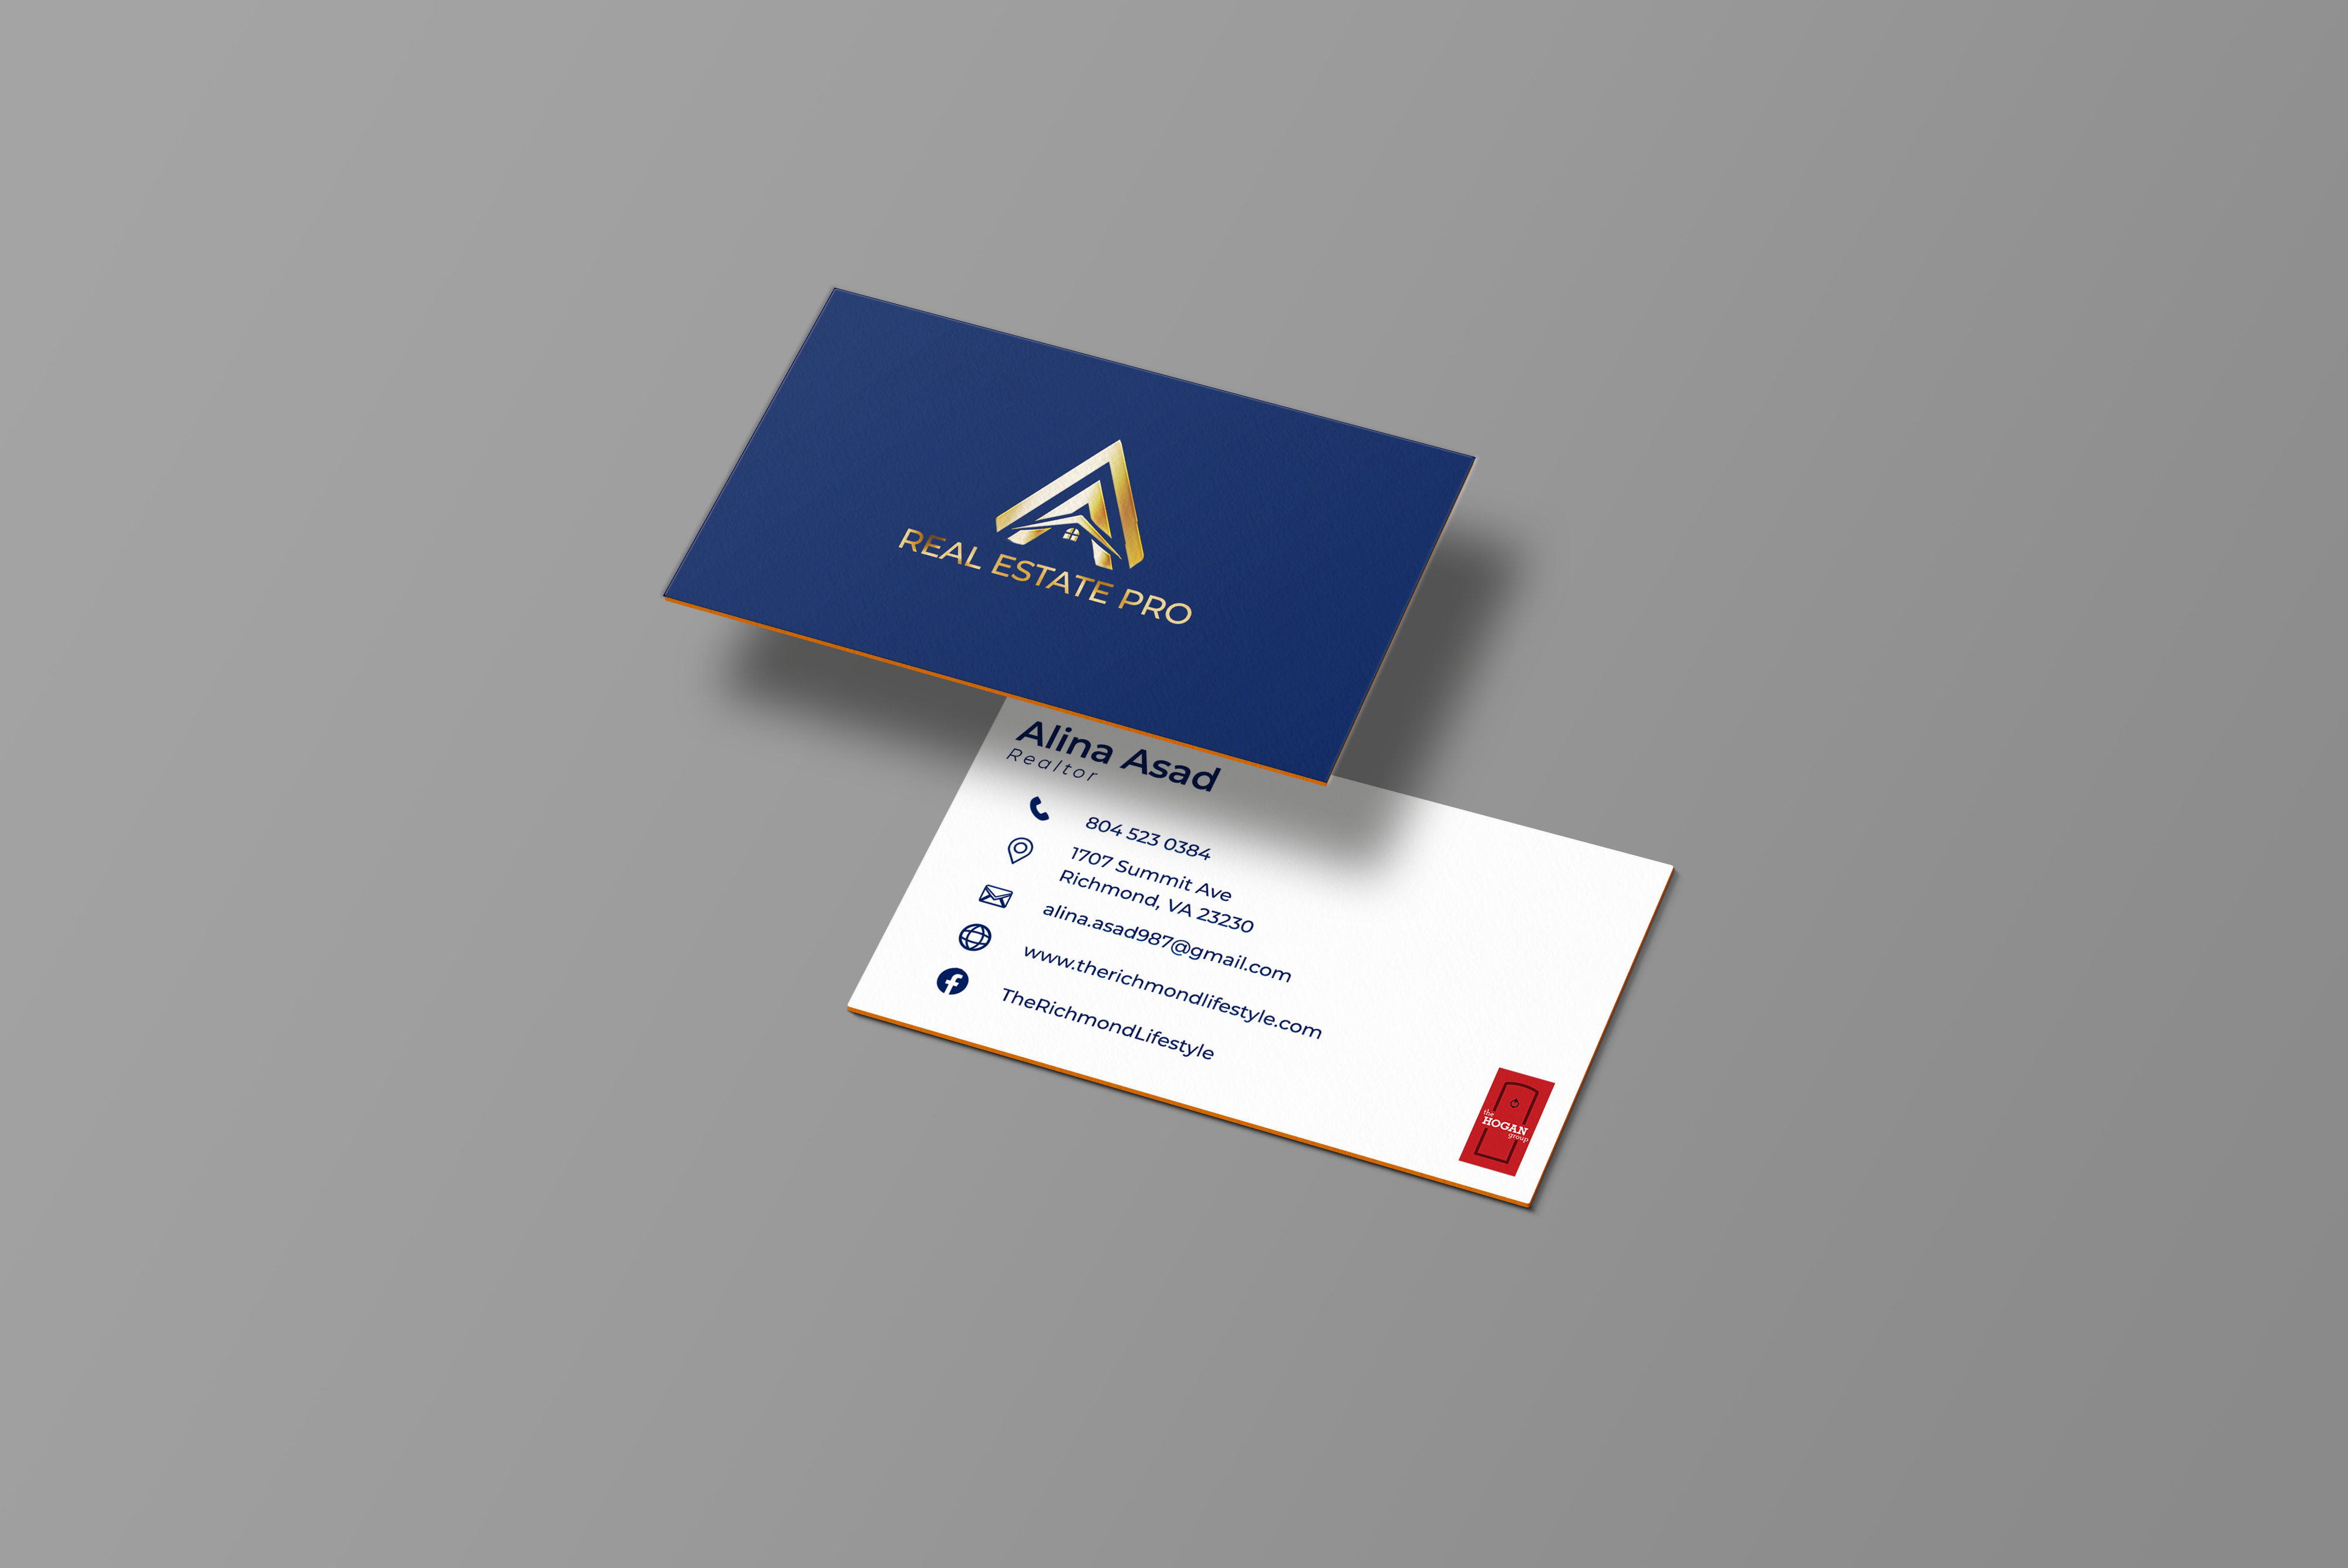 REAL ESTATE PRO
Alina Asad
Realtor
804 523 0384
1707 Summit Ave
Richmond, VA 23230
alina.asad987@gmail.com
www.therichmondlifestyle.com
TheRichmondLifestyle
the
HOGAN
group